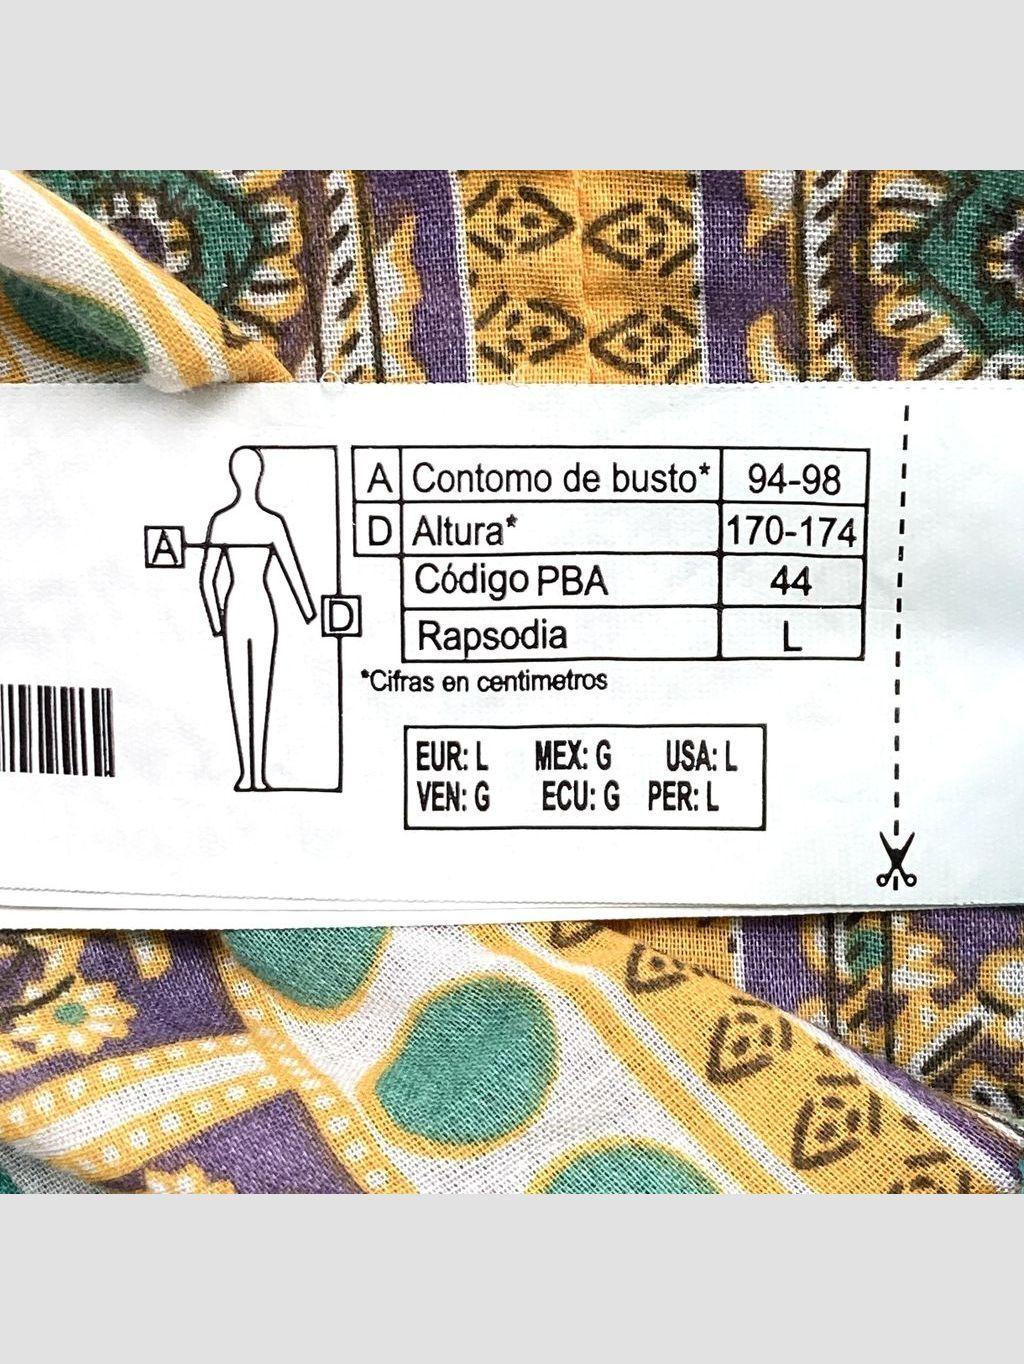 A Contomo de busto* 94-98
A D Altura* 170-174
Código PBA 44
D Rapsodia L
*Cifras en centimetros
EUR: L MEX: G USA: L
VEN: G ECU: G PER: L